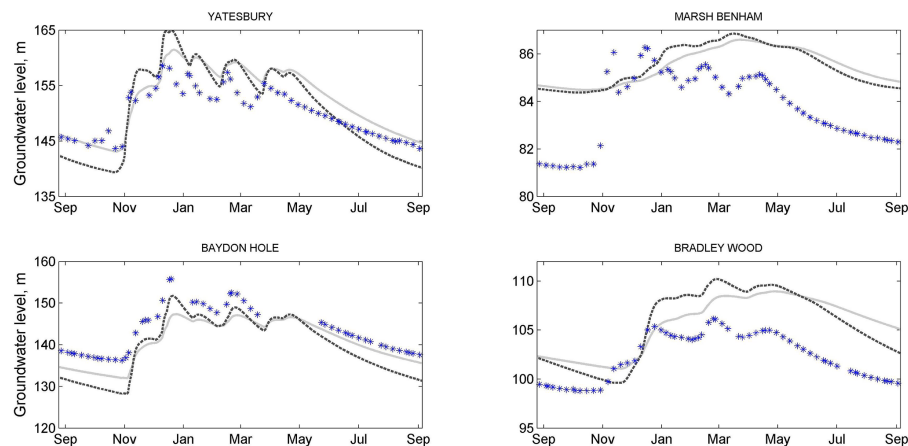 YATESBURY
Groundwater level, m
165
155
145
135
Sep Nov Jan Mar May Jul Sep
MARSH BENHAM
86
84
81
80
Sep Nov Jan Mar May Jul Sep
BAYDON HOLE
Groundwater level, m
160
150
140
130
120
Sep Nov Jan Mar May Jul Sep
BRADLEY WOOD
110
105
100
95
Sep Nov Jan Mar May Jul Sep